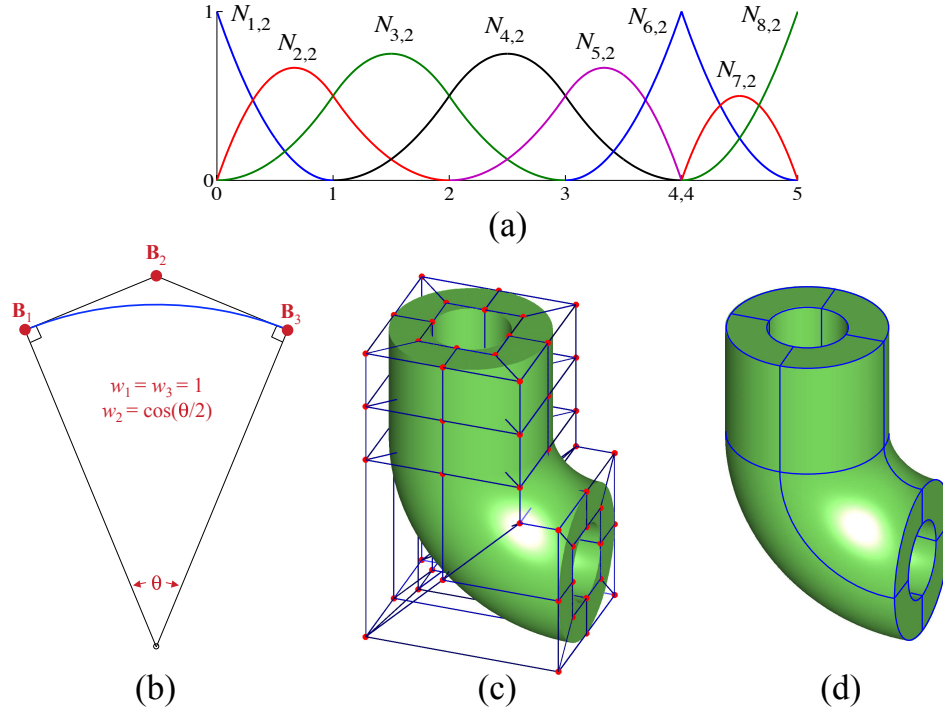 1
N1,2
N2,2
N3,2
N4,2
N5,2
N6,2
N7,2
N8,2
0
0 1 2 3 4,4 5
(a)
B2
B1
B3
w1 = w3 = 1
w2 = cos(θ/2)
θ
(b) (c) (d)